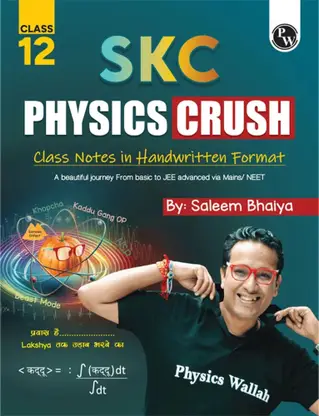 CLASS
12
PW
SKC
PHYSICS CRUSH
Class Notes in Handwritten Format
A beautiful journey From basic to JEE advanced via Mains/ NEET
By: Saleem Bhaiya
Khopcha
Kaddu Gang OP
Beast Mode
प्रयास है......................
Lakshya तक उड़ान भरने का
< कद्दू > = : ∫ (कद्दू) dt
∫dt
Physics Wallah